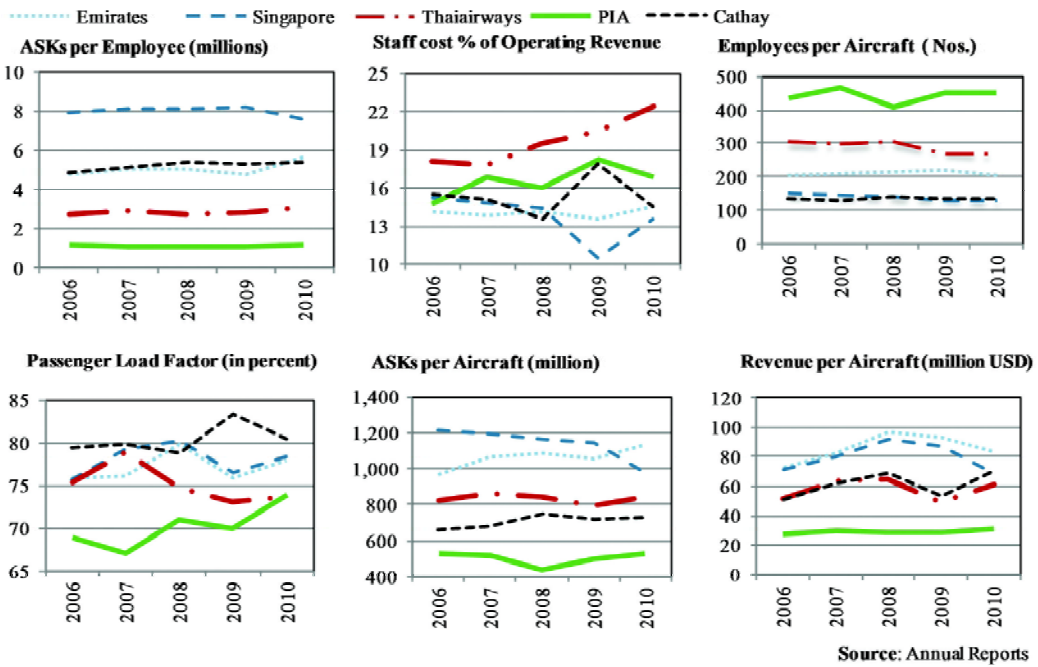 Emirates Singapore Thaiairways PIA Cathay
ASKs per Employee (millions)
10
8
6
4
2
0
2006 2007 2008 2009 2010
Staff cost % of Operating Revenue
25
22
19
16
13
10
2006 2007 2008 2009 2010
Employees per Aircraft ( Nos.)
500
400
300
200
100
0
2006 2007 2008 2009 2010
Passenger Load Factor (in percent)
85
80
75
70
65
2006 2007 2008 2009 2010
ASKs per Aircraft (million)
1,400
1,200
1,000
800
600
400
2006 2007 2008 2009 2010
Revenue per Aircraft (million USD)
120
100
80
60
40
20
0
2006 2007 2008 2009 2010
Source: Annual Reports